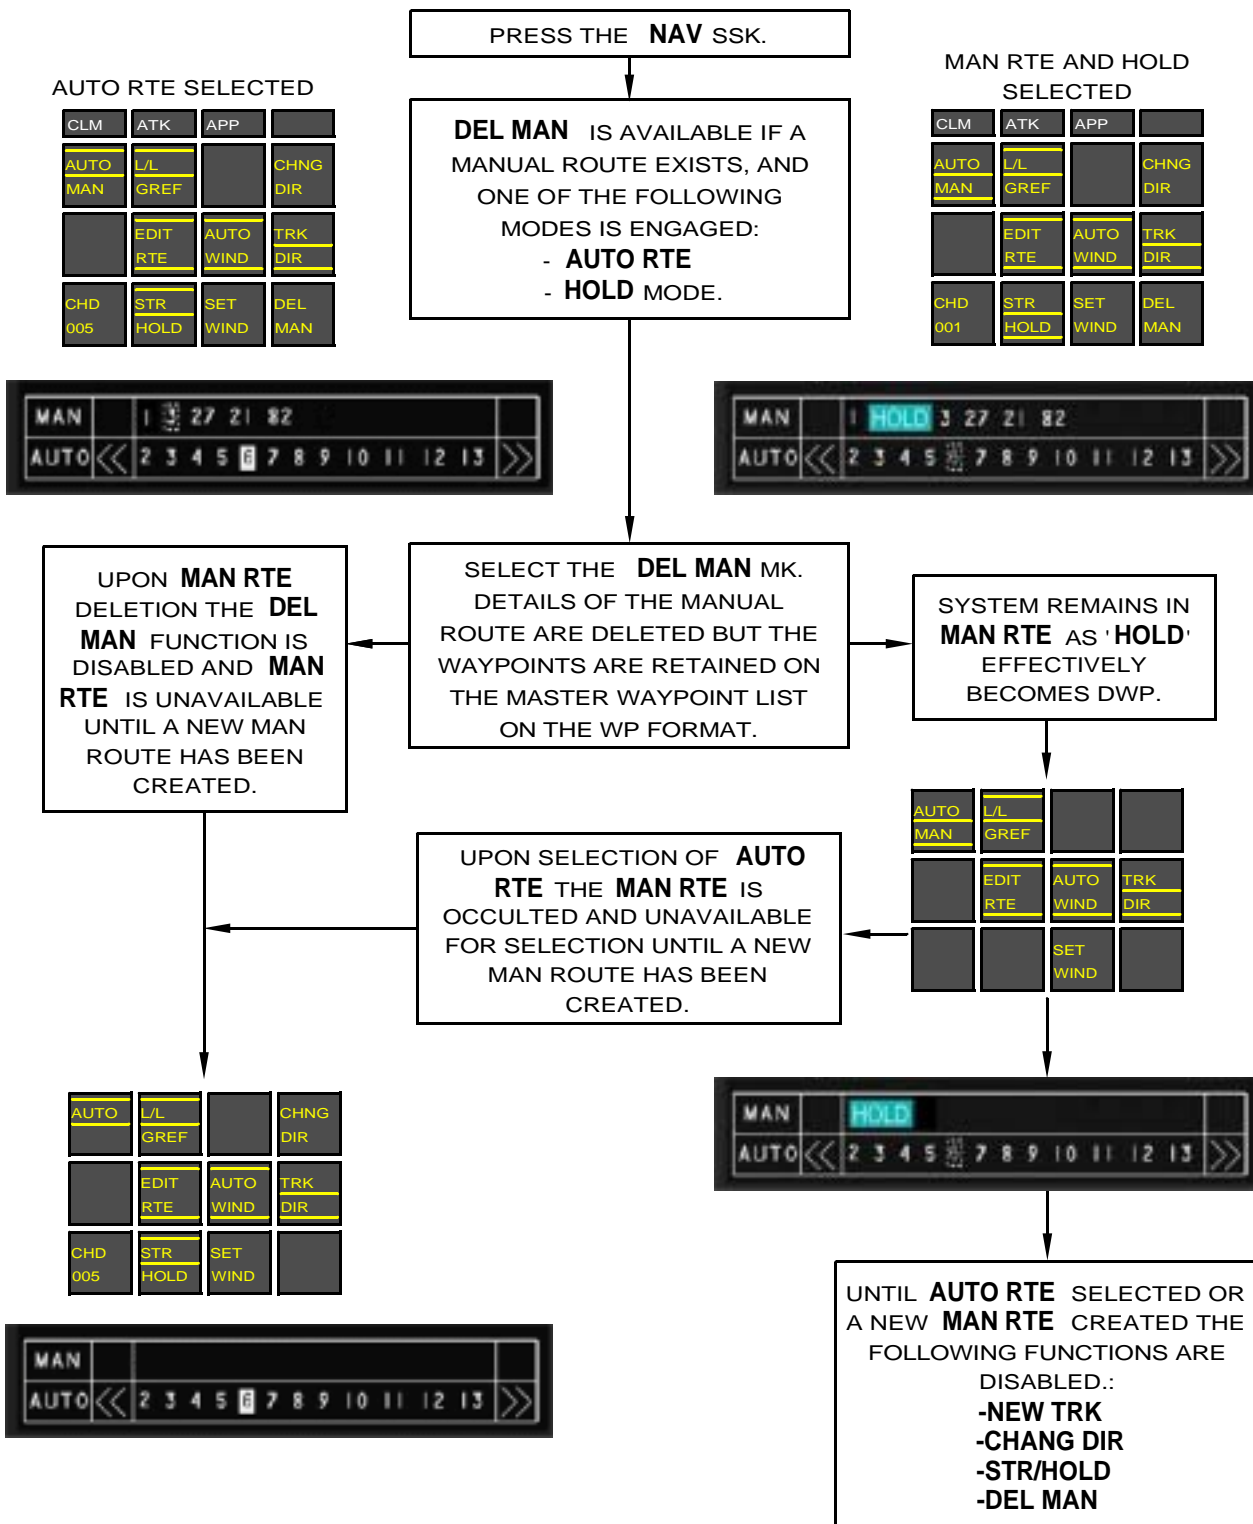 PRESS THE NAV SSK.
AUTO RTE SELECTED
CLM ATK APP
AUTO L/L CHNG
MAN GREF DIR
EDIT AUTO TRK
RTE WIND DIR
CHD STR SET DEL
005 HOLD WIND MAN
DEL MAN IS AVAILABLE IF A
MANUAL ROUTE EXISTS, AND
ONE OF THE FOLLOWING
MODES IS ENGAGED:
- AUTO RTE
- HOLD MODE.
MAN RTE AND HOLD
SELECTED
CLM ATK APP
AUTO L/L CHNG
MAN GREF DIR
EDIT AUTO TRK
RTE WIND DIR
CHD STR SET DEL
001 HOLD WIND MAN
MAN 1 3 27 21 82
AUTO << 2 3 4 5 6 7 8 9 10 11 12 13 >>
MAN 1 HOLD 3 27 21 82
AUTO << 2 3 4 5 7 8 9 10 11 12 13 >>
UPON MAN RTE
DELETION THE DEL
MAN FUNCTION IS
DISABLED AND MAN
RTE IS UNAVAILABLE
UNTIL A NEW MAN
ROUTE HAS BEEN
CREATED.
SELECT THE DEL MAN MK.
DETAILS OF THE MANUAL
ROUTE ARE DELETED BUT THE
WAYPOINTS ARE RETAINED ON
THE MASTER WAYPOINT LIST
ON THE WP FORMAT.
SYSTEM REMAINS IN
MAN RTE AS 'HOLD'
EFFECTIVELY
BECOMES DWP.
AUTO L/L
MAN GREF
EDIT AUTO TRK
RTE WIND DIR
SET
WIND
UPON SELECTION OF AUTO
RTE THE MAN RTE IS
OCCULTED AND UNAVAILABLE
FOR SELECTION UNTIL A NEW
MAN ROUTE HAS BEEN
CREATED.
AUTO L/L CHNG
GREF DIR
EDIT AUTO TRK
RTE WIND DIR
CHD STR SET
005 HOLD WIND
MAN HOLD
AUTO << 2 3 4 5 7 8 9 10 11 12 13 >>
MAN
AUTO << 2 3 4 5 6 7 8 9 10 11 12 13 >>
UNTIL AUTO RTE SELECTED OR
A NEW MAN RTE CREATED THE
FOLLOWING FUNCTIONS ARE
DISABLED.:
-NEW TRK
-CHANG DIR
-STR/HOLD
-DEL MAN